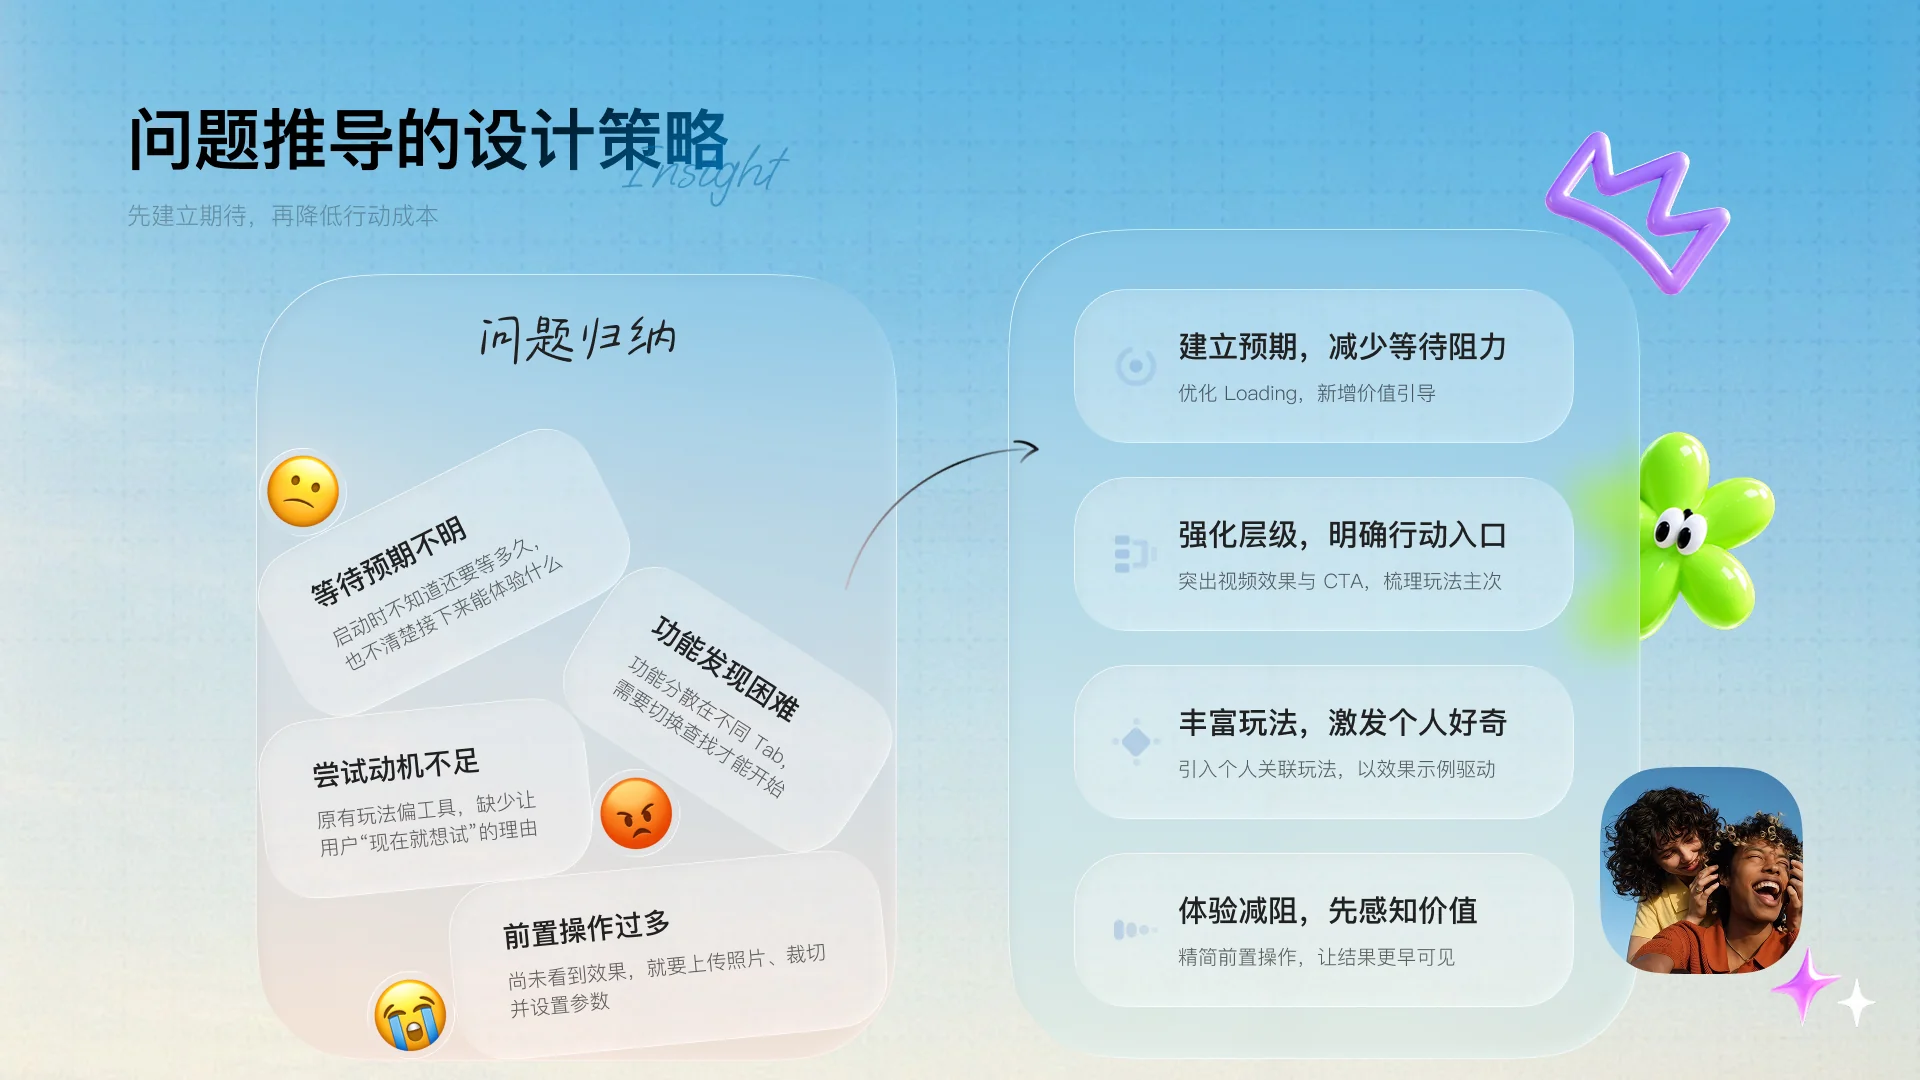 问题推导的设计策略
Insight
先建立期待，再降低行动成本
问题归纳
等待预期不明
启动时不知道还要等多久，
也不清楚接下来能体验什么
功能发现困难
功能分散在不同 Tab，
需要切换查找才能开始
尝试动机不足
原有玩法偏工具，缺少让
用户“现在就想试”的理由
前置操作过多
尚未看到效果，就要上传照片、裁切
并设置参数
建立预期，减少等待阻力
优化 Loading，新增价值引导
强化层级，明确行动入口
突出视频效果与 CTA，梳理玩法主次
丰富玩法，激发个人好奇
引入个人关联玩法，以效果示例驱动
体验减阻，先感知价值
精简前置操作，让结果更早可见